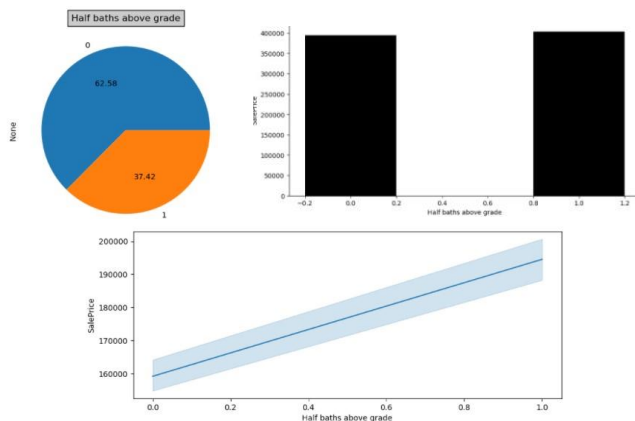 Half baths above grade
0
62.58
37.42
1
None
400000
350000
300000
250000
200000
150000
100000
50000
0
SalePrice
−0.2 0.0 0.2 0.4 0.6 0.8 1.0 1.2
Half baths above grade
200000
190000
180000
170000
160000
SalePrice
0.0 0.2 0.4 0.6 0.8 1.0
Half baths above grade